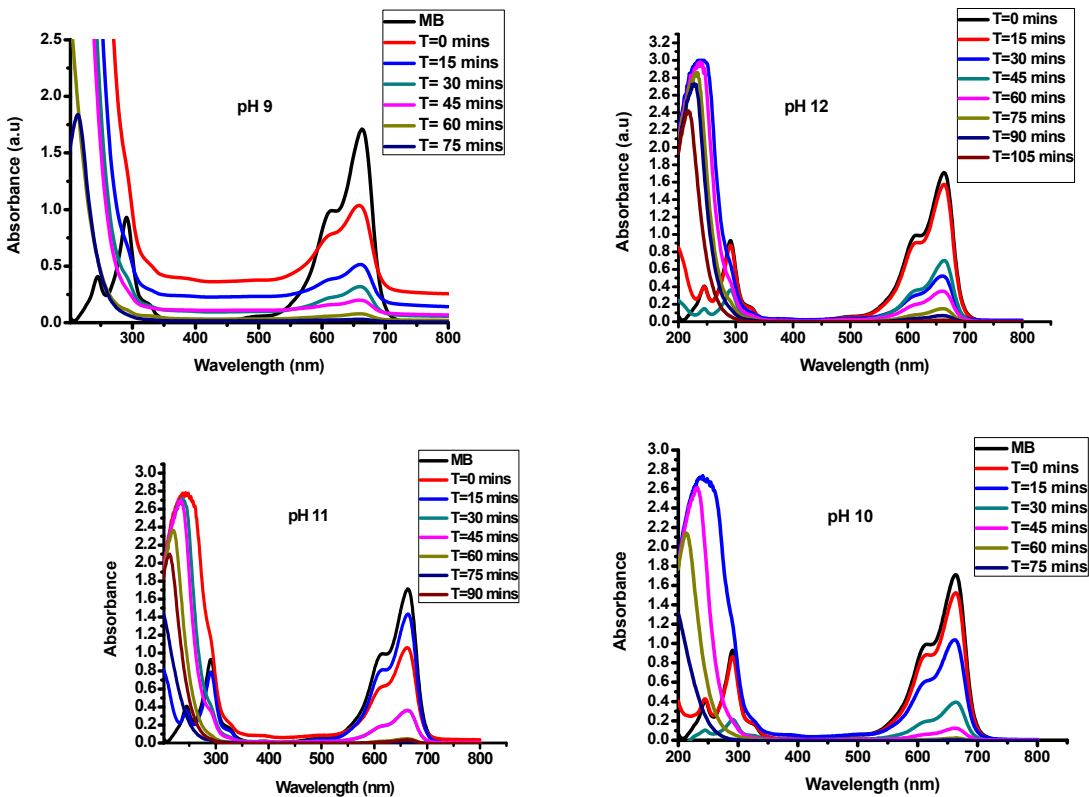 MB
T=0 mins
T=15 mins
T= 30 mins
T= 45 mins
T= 60 mins
T= 75 mins
pH 9
2.5
2.0
1.5
1.0
0.5
0.0
300
400
500
600
700
800
Absorbance (a.u)
Wavelength (nm)
T=0 mins
T=15 mins
T=30 mins
T=45 mins
T=60 mins
T=75 mins
T=90 mins
T=105 mins
pH 12
3.2
3.0
2.8
2.6
2.4
2.2
2.0
1.8
1.6
1.4
1.2
1.0
0.8
0.6
0.4
0.2
0.0
200
300
400
500
600
700
800
Absorbance (a.u)
Wavelength (nm)
MB
T=0 mins
T=15 mins
T=30 mins
T=45 mins
T=60 mins
T=75 mins
T=90 mins
pH 11
3.0
2.8
2.6
2.4
2.2
2.0
1.8
1.6
1.4
1.2
1.0
0.8
0.6
0.4
0.2
0.0
300
400
500
600
700
800
Absorbance
Wavelength (nm)
MB
T=0 mins
T=15 mins
T=30 mins
T=45 mins
T=60 mins
T=75 mins
pH 10
3.0
2.8
2.6
2.4
2.2
2.0
1.8
1.6
1.4
1.2
1.0
0.8
0.6
0.4
0.2
0.0
200
300
400
500
600
700
800
Absorbance (a.u)
Wavelength (nm)